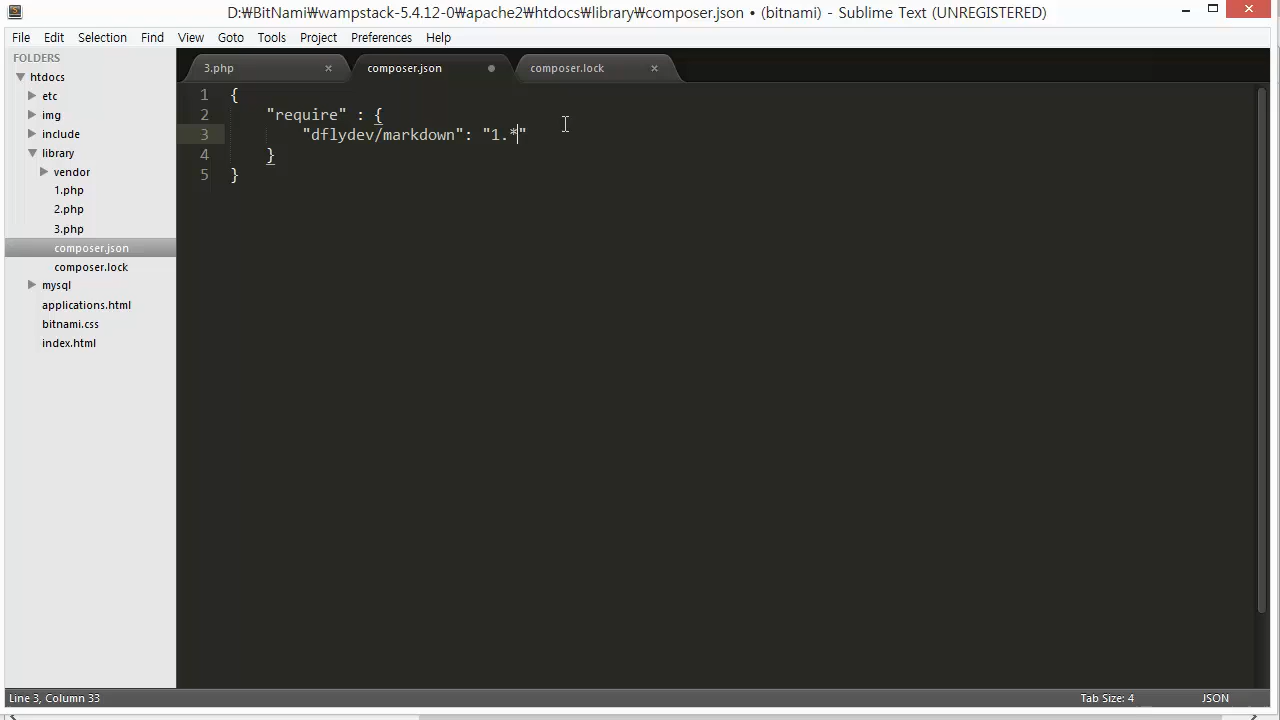 D:₩BitNami₩wampstack-5.4.12-0₩apache2₩htdocs₩library₩composer.json • (bitnami) - Sublime Text (UNREGISTERED)
File Edit Selection Find View Goto Tools Project Preferences Help
FOLDERS
htdocs
etc
img
include
library
vendor
1.php
2.php
3.php
composer.json
composer.lock
mysql
applications.html
bitnami.css
index.html
3.php × composer.json • composer.lock ×
1 {
2 "require" : {
3 "dflydev/markdown": "1.*"
4 }
5 }
Line 3, Column 33 Tab Size: 4 JSON